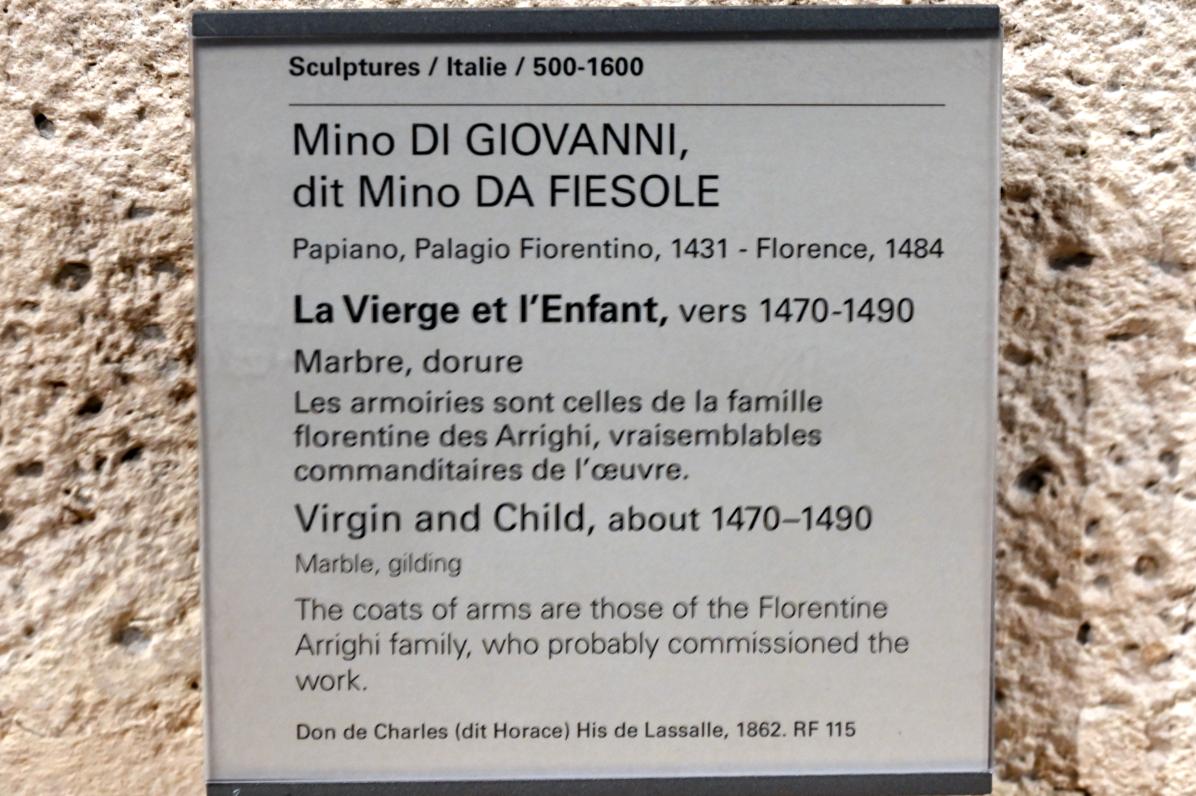 Sculptures / Italie / 500-1600
Mino DI GIOVANNI,
dit Mino DA FIESOLE
Papiano, Palagio Fiorentino, 1431 - Florence, 1484
La Vierge et l'Enfant, vers 1470-1490
Marbre, dorure
Les armoiries sont celles de la famille
florentine des Arrighi, vraisemblables
commanditaires de l'œuvre.
Virgin and Child, about 1470–1490
Marble, gilding
The coats of arms are those of the Florentine
Arrighi family, who probably commissioned the
work.
Don de Charles (dit Horace) His de Lassalle, 1862. RF 115